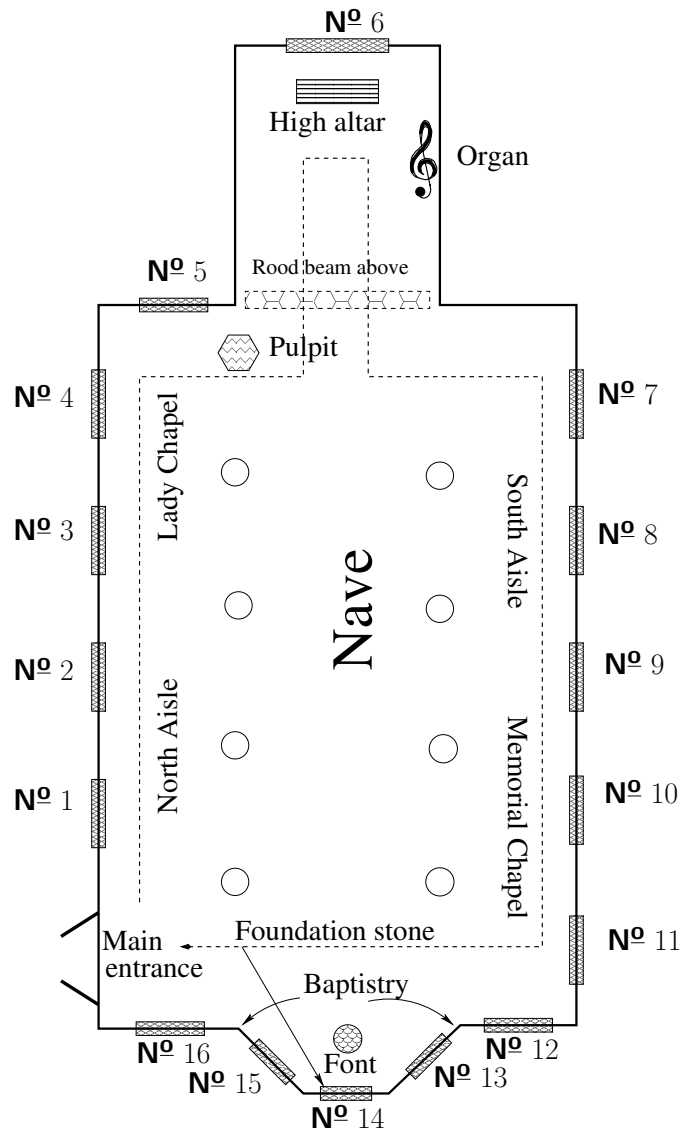 Nº 6
High altar
Organ
Nº 5
Rood beam above
Pulpit
Nº 4
Nº 7
Lady Chapel
Nº 3
South Aisle
Nº 8
Nave
Nº 2
Nº 9
North Aisle
Memorial Chapel
Nº 1
Nº 10
Foundation stone
Nº 11
Main
entrance
Baptistry
Nº 16
Font
Nº 12
Nº 15
Nº 13
Nº 14